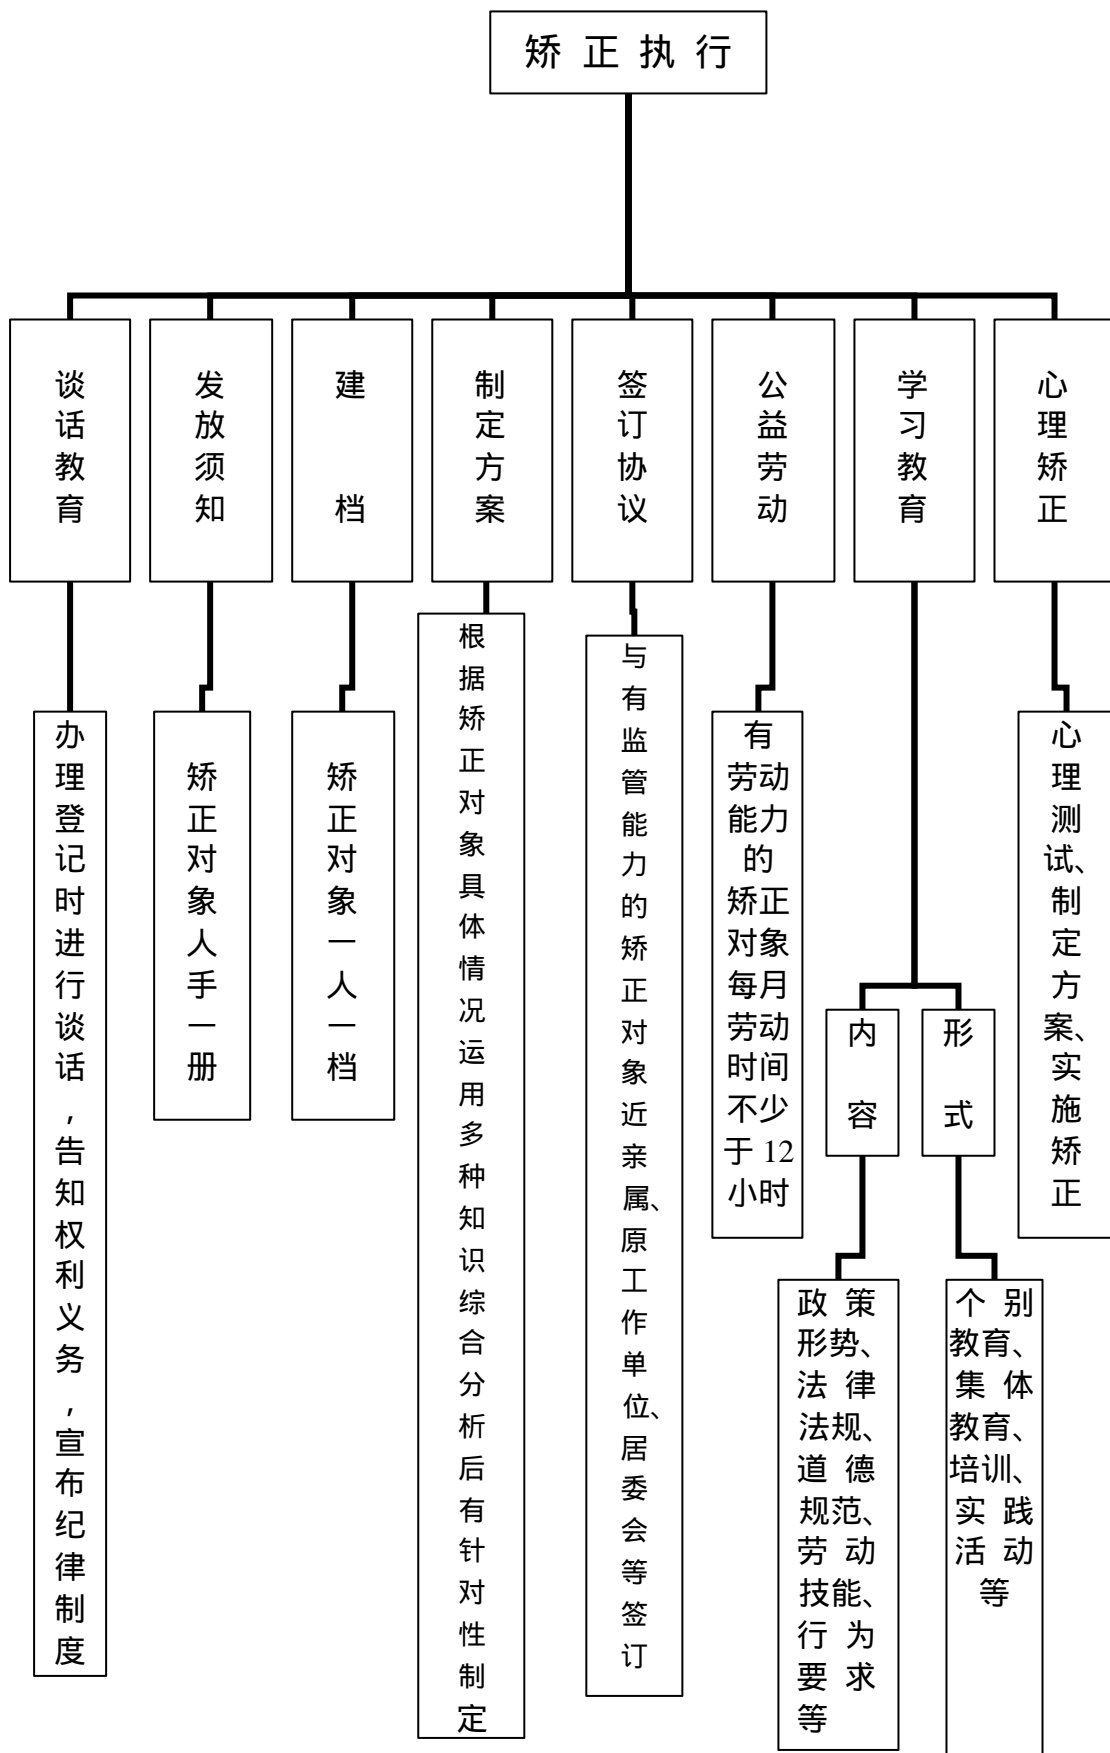 矫正执行
谈话教育
发放须知
建档
制定方案
签订协议
公益劳动
学习教育
心理矫正
办理登记时进行谈话，告知权利义务，宣布纪律制度
矫正对象人手一册
矫正对象一人一档
根据矫正对象具体情况运用多种知识综合分析后有针对性制定
与有监管能力的矫正对象近亲属、原工作单位、居委会等签订
有
劳动
能力
的
矫正
对象
每月
劳动
时间
不少
于 12
小时
内容
形式
心理测试、制定方案、实施矫正
政策
形势、
法律
法规、
道德
规范、
劳动
技能、
行为
要求
等
个别
教育、
集体
教育、
培训、
实践
活动
等